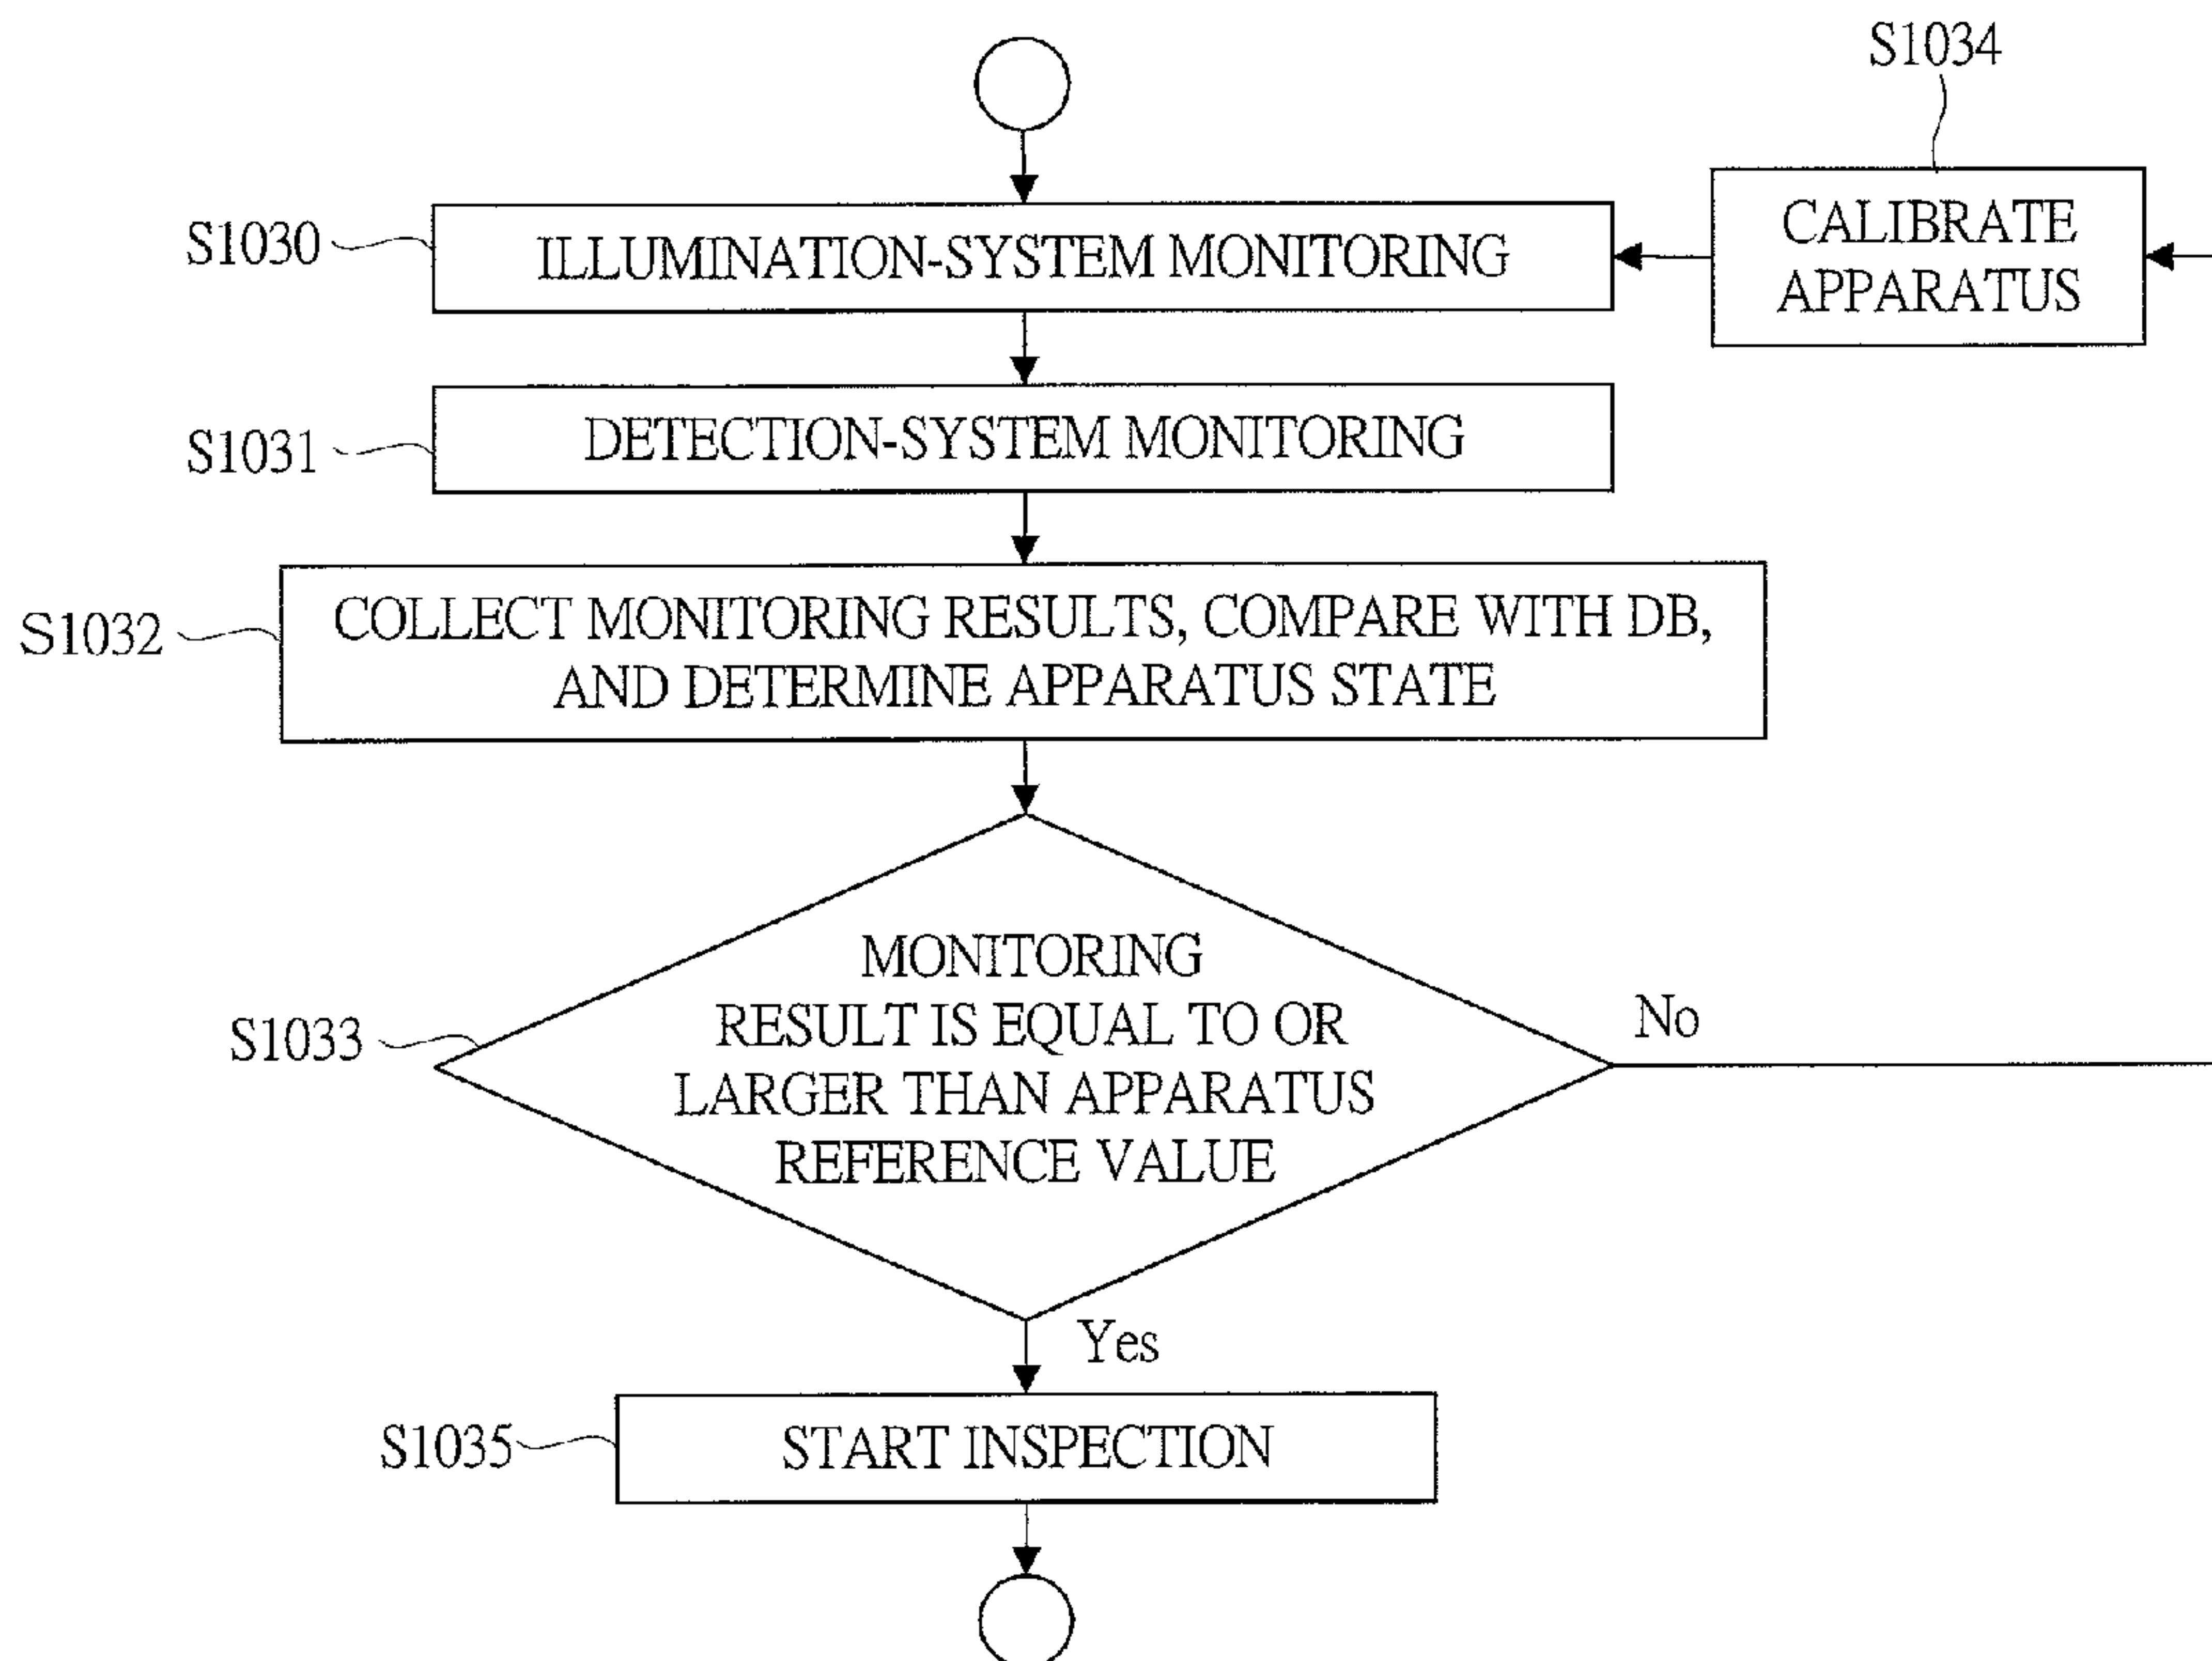 S1034
S1030
ILLUMINATION-SYSTEM MONITORING
CALIBRATE
APPARATUS
S1031
DETECTION-SYSTEM MONITORING
S1032
COLLECT MONITORING RESULTS, COMPARE WITH DB,
AND DETERMINE APPARATUS STATE
S1033
MONITORING
RESULT IS EQUAL TO OR
LARGER THAN APPARATUS
REFERENCE VALUE
No
Yes
S1035
START INSPECTION